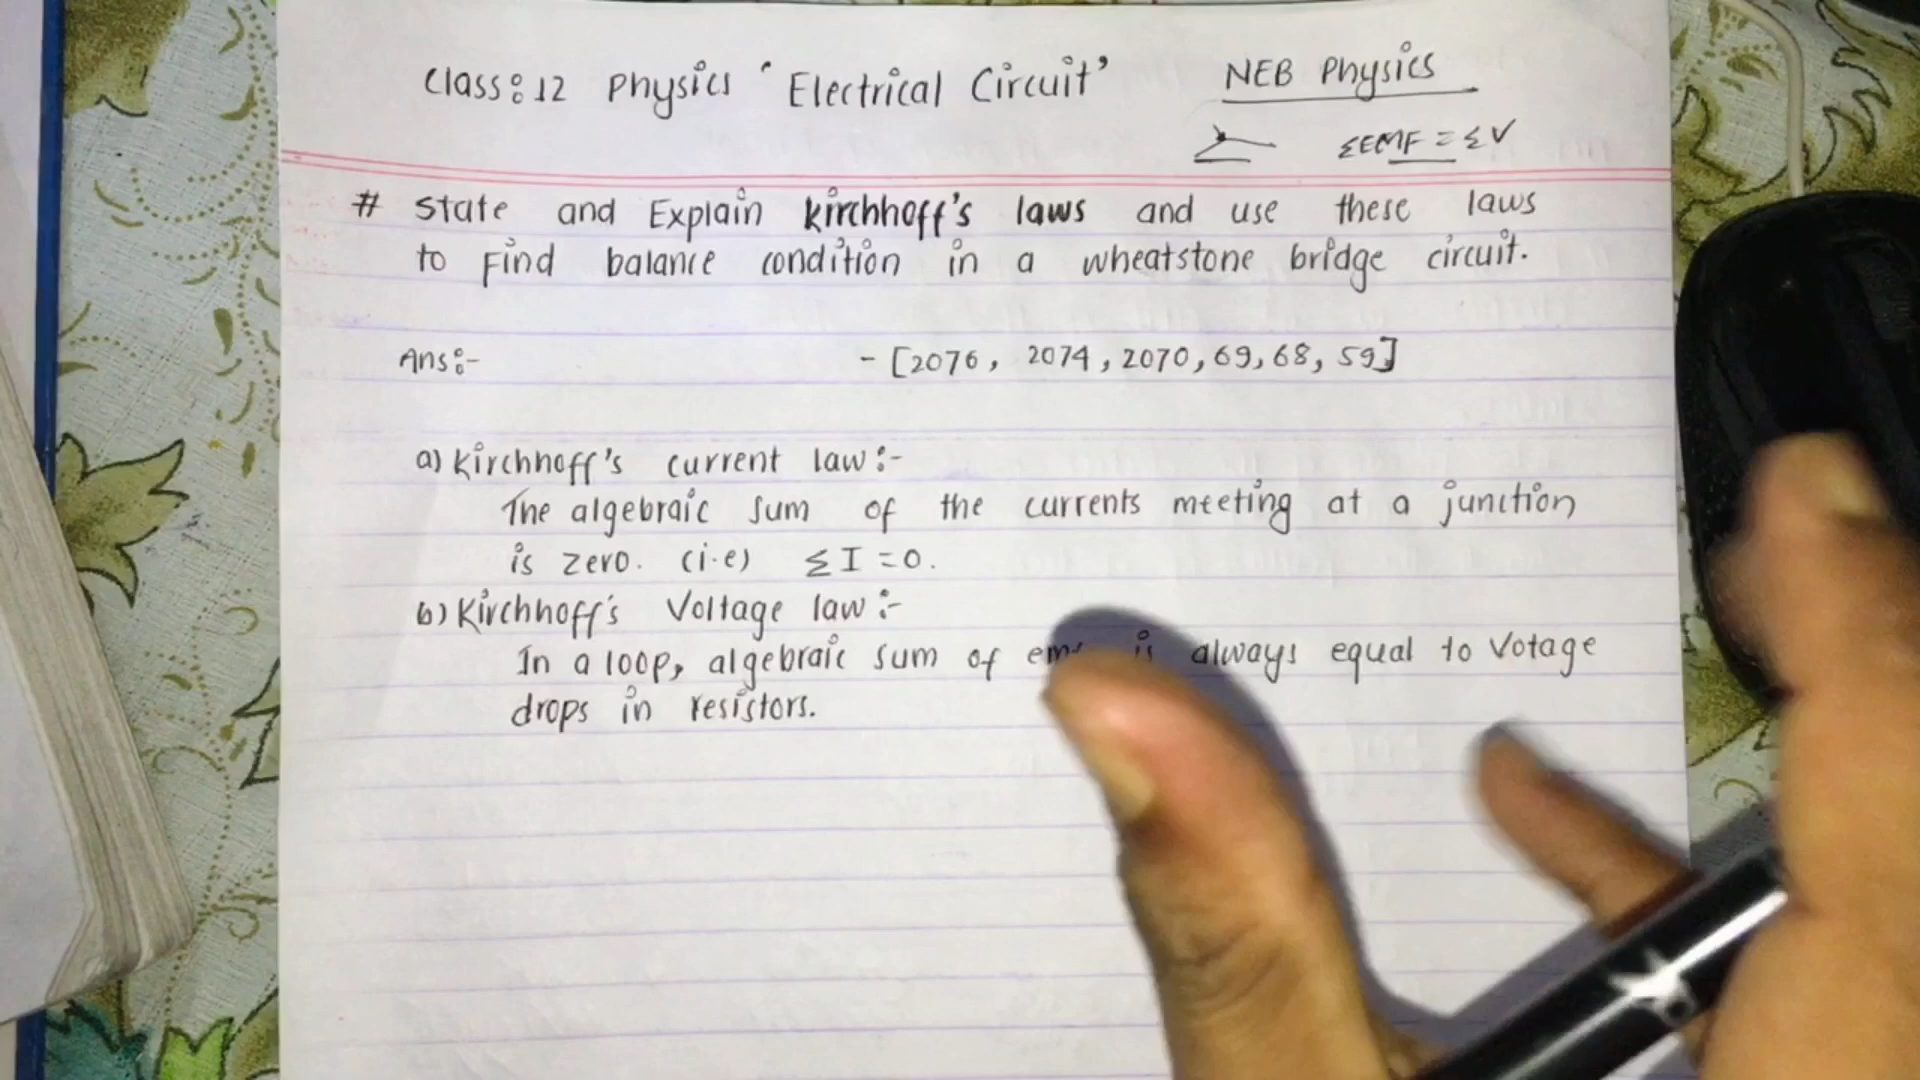 Class: 12 Physics 'Electrical Circuit'
NEB Physics
ΣEMF = ΣV
# State and Explain Kirchhoff's laws and use these laws
to Find balance condition in a wheatstone bridge circuit.
Ans:- - [2076, 2074, 2070, 69, 68, 59]
a) Kirchhoff's current law:-
The algebraic sum of the currents meeting at a junction
is zero. (i.e) ΣI = 0.
b) Kirchhoff's Voltage law:-
In a loop, algebraic sum of is always equal to Votage
drops in resistors.